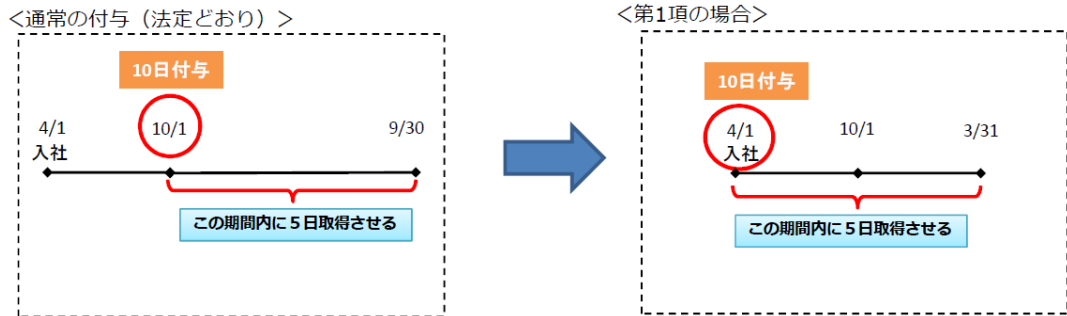 ＜通常の付与（法定どおり）＞
10日付与
4/1
入社
10/1
9/30
この期間内に５日取得させる
＜第1項の場合＞
10日付与
4/1
入社
10/1
3/31
この期間内に５日取得させる